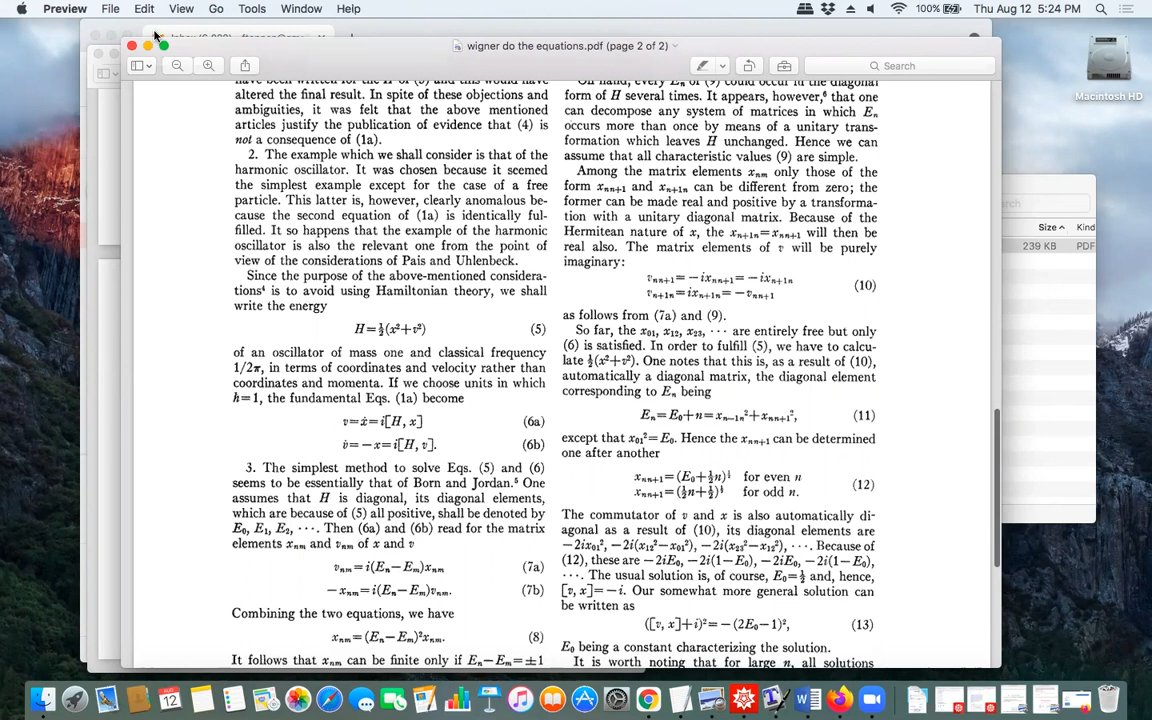 Preview File Edit View Go Tools Window Help 100% Thu Aug 12 5:24 PM
wigner do the equations.pdf (page 2 of 2)
Search
Macintosh HD
Size Kind
239 KB PDF
altered the final result. In spite of these objections and
ambiguities, it was felt that the above mentioned
articles justify the publication of evidence that (4) is
not a consequence of (1a).
2. The example which we shall consider is that of the
harmonic oscillator. It was chosen because it seemed
the simplest example except for the case of a free
particle. This latter is, however, clearly anomalous be-
cause the second equation of (1a) is identically ful-
filled. It so happens that the example of the harmonic
oscillator is also the relevant one from the point of
view of the considerations of Pais and Uhlenbeck.
Since the purpose of the above-mentioned considera-
tions⁴ is to avoid using Hamiltonian theory, we shall
write the energy
H=½(x²+v²) (5)
of an oscillator of mass one and classical frequency
1/2π, in terms of coordinates and velocity rather than
coordinates and momenta. If we choose units in which
h=1, the fundamental Eqs. (1a) become
v=ẋ=i[H, x] (6a)
v̇=−x=i[H, v]. (6b)
3. The simplest method to solve Eqs. (5) and (6)
seems to be essentially that of Born and Jordan.⁵ One
assumes that H is diagonal, its diagonal elements,
which are because of (5) all positive, shall be denoted by
E₀, E₁, E₂, ···. Then (6a) and (6b) read for the matrix
elements xₙₘ and vₙₘ of x and v
vₙₘ=i(Eₙ−Eₘ)xₙₘ (7a)
−xₙₘ=i(Eₙ−Eₘ)vₙₘ. (7b)
Combining the two equations, we have
xₙₘ=(Eₙ−Eₘ)²xₙₘ. (8)
It follows that xₙₘ can be finite only if Eₙ−Eₘ=±1
On hand, every Eₙ of (9) could occur in the diagonal
form of H several times. It appears, however,⁶ that one
can decompose any system of matrices in which Eₙ
occurs more than once by means of a unitary trans-
formation which leaves H unchanged. Hence we can
assume that all characteristic values (9) are simple.
Among the matrix elements xₙₘ only those of the
form xₙₙ₊₁ and xₙ₊₁ₙ can be different from zero; the
former can be made real and positive by a transforma-
tion with a unitary diagonal matrix. Because of the
Hermitean nature of x, the xₙ₊₁ₙ=xₙₙ₊₁ will then be
real also. The matrix elements of v will be purely
imaginary:
vₙₙ₊₁=−ixₙₙ₊₁=−ixₙ₊₁ₙ
vₙ₊₁ₙ=ixₙ₊₁ₙ=−vₙₙ₊₁ (10)
as follows from (7a) and (9).
So far, the x₀₁, x₁₂, x₂₃, ··· are entirely free but only
(6) is satisfied. In order to fulfill (5), we have to calcu-
late ½(x²+v²). One notes that this is, as a result of (10),
automatically a diagonal matrix, the diagonal element
corresponding to Eₙ being
Eₙ=E₀+n=xₙ₋₁ₙ²+xₙₙ₊₁², (11)
except that x₀₁²=E₀. Hence the xₙₙ₊₁ can be determined
one after another
xₙₙ₊₁=(E₀+½n)^½ for even n
xₙₙ₊₁=(½n+½)^½ for odd n. (12)
The commutator of v and x is also automatically di-
agonal as a result of (10), its diagonal elements are
−2ix₀₁², −2i(x₁₂²−x₀₁²), −2i(x₂₃²−x₁₂²), ···. Because of
(12), these are −2iE₀, −2i(1−E₀), −2iE₀, −2i(1−E₀),
···. The usual solution is, of course, E₀=½ and, hence,
[v, x]=−i. Our somewhat more general solution can
be written as
([v, x]+i)²=−(2E₀−1)², (13)
E₀ being a constant characterizing the solution.
It is worth noting that for large n, all solutions